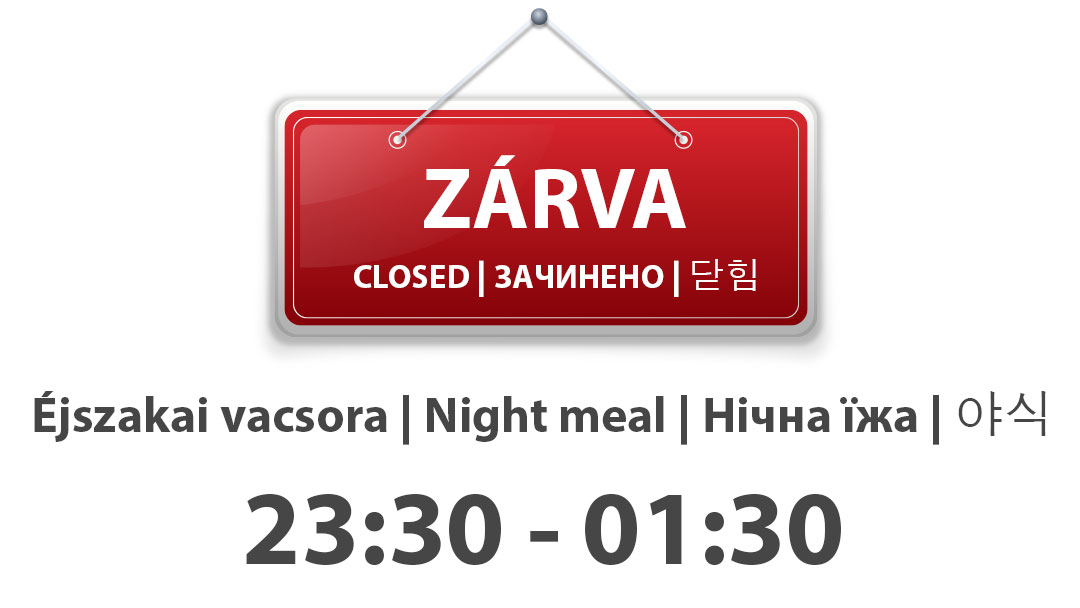 ZÁRVA
CLOSED | ЗАЧИНЕНО | 닫힘
Éjszakai vacsora | Night meal | Нічна їжа | 야식
23:30 - 01:30